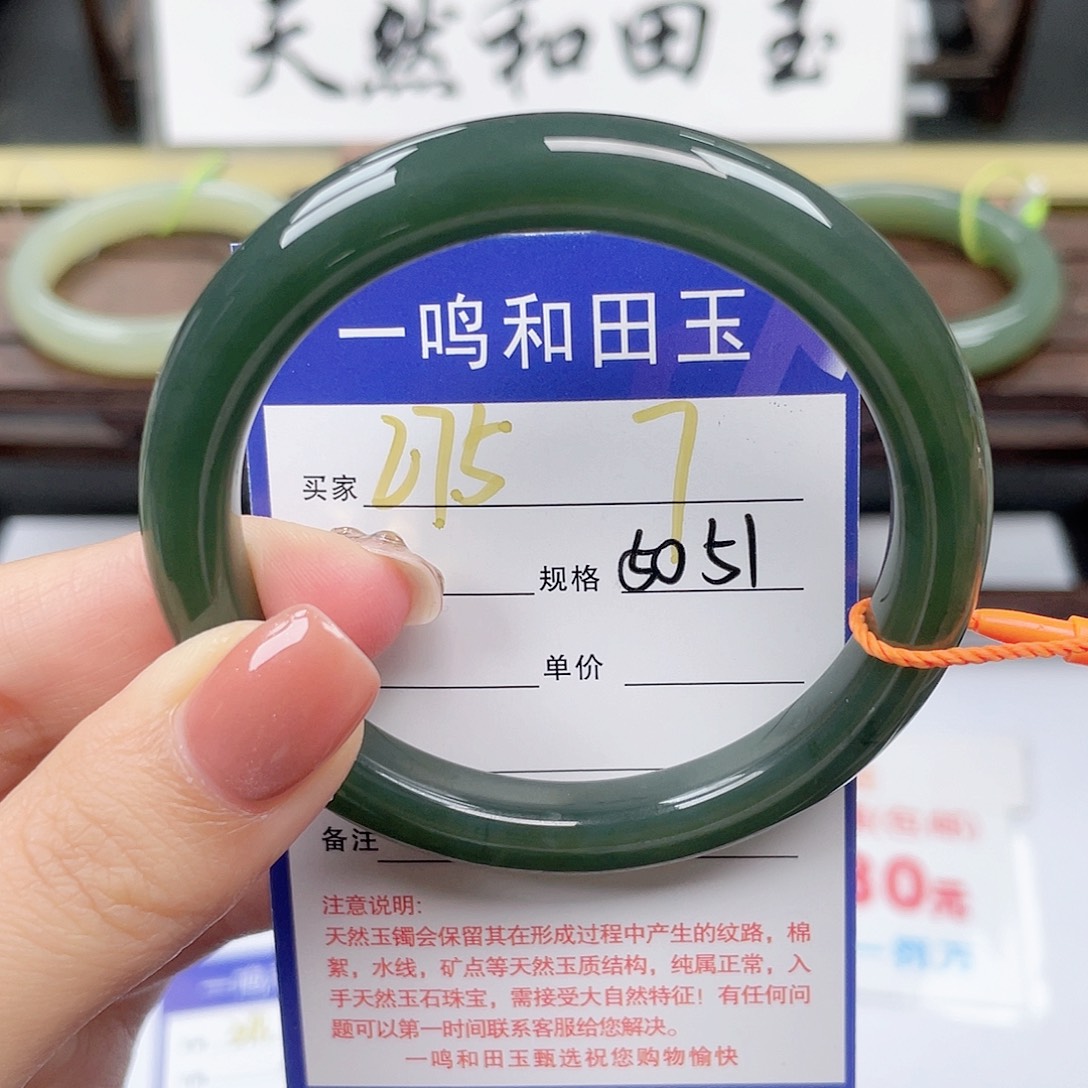 天然和田玉
一鸣和田玉
买家 275 7
规格 5051
单价
备注
注意说明:
天然玉镯会保留其在形成过程中产生的纹路，棉
絮，水线，矿点等天然玉质结构，纯属正常，入
手天然玉石珠宝，需接受大自然特征！有任何问
题可以第一时间联系客服给您解决。
一鸣和田玉甄选祝您购物愉快
80元